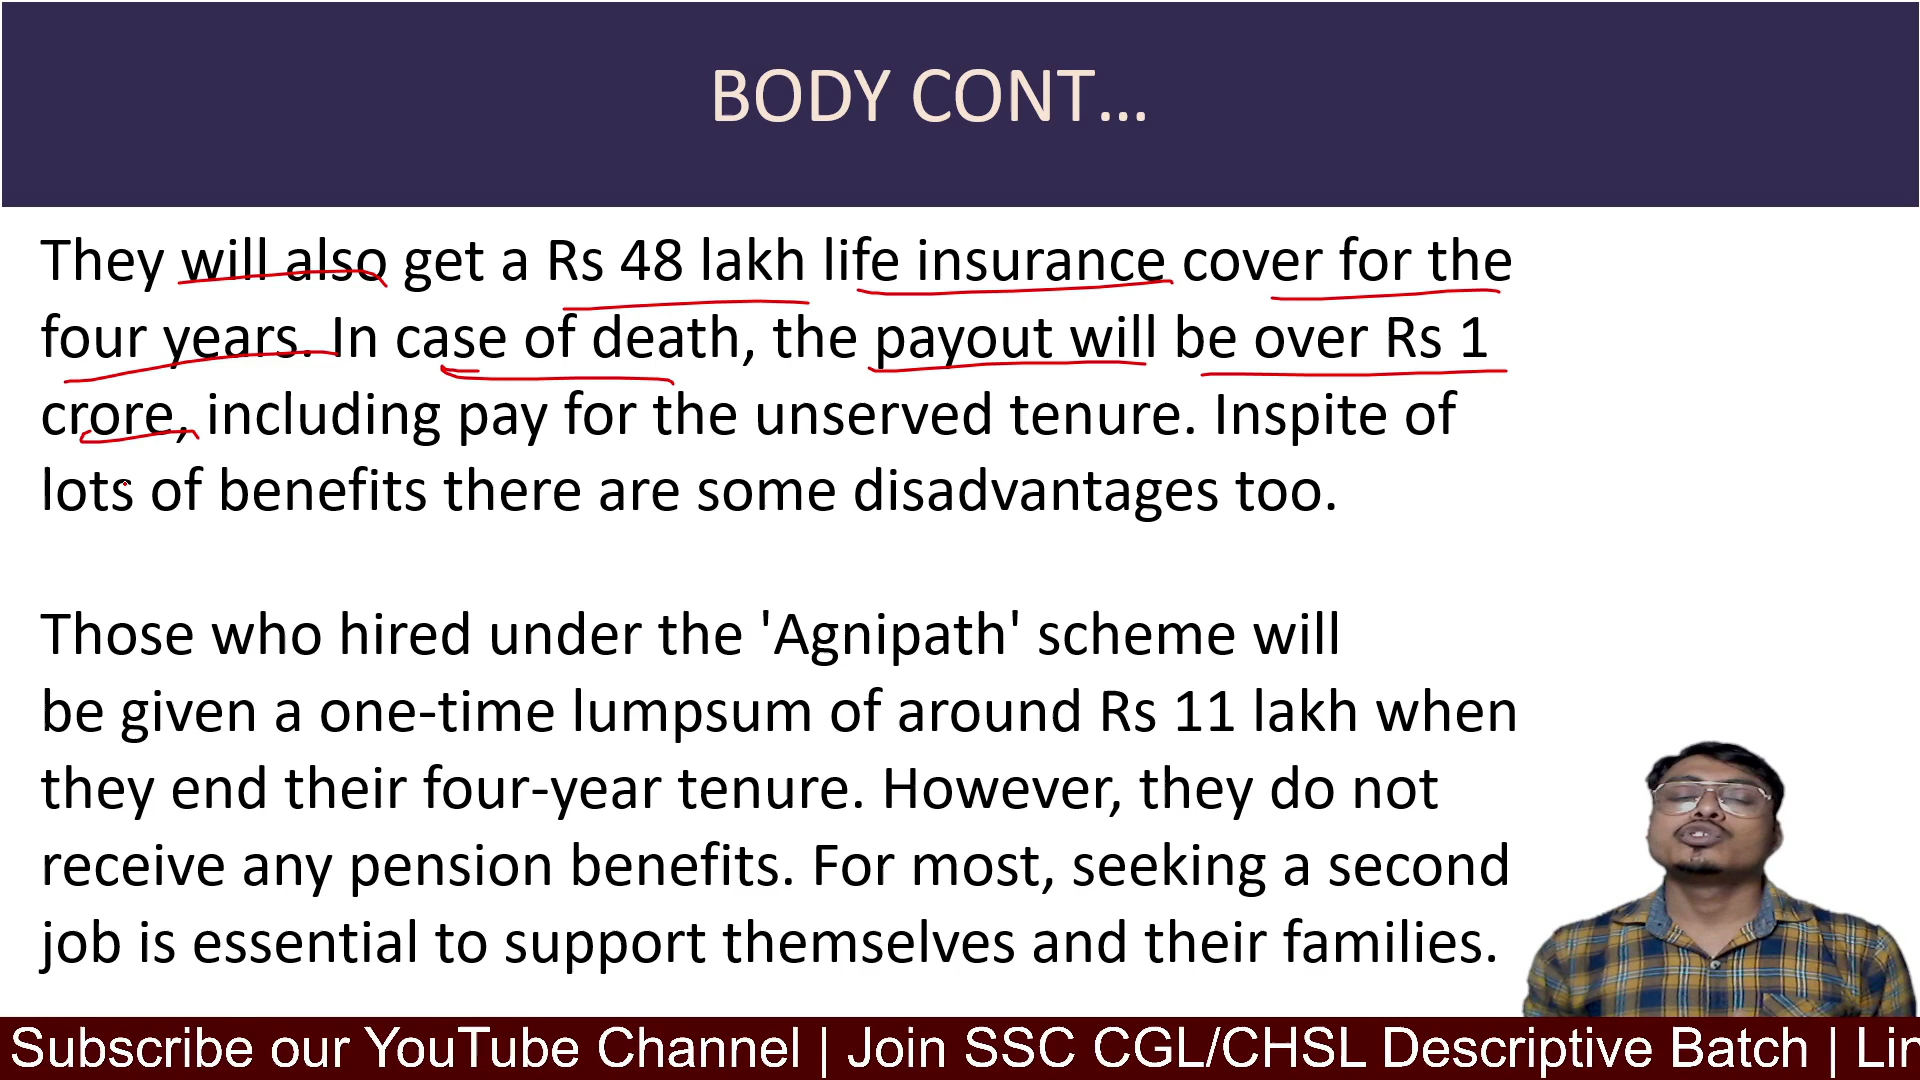 BODY CONT...
They will also get a Rs 48 lakh life insurance cover for the
four years. In case of death, the payout will be over Rs 1
crore, including pay for the unserved tenure. Inspite of
lots of benefits there are some disadvantages too.
Those who hired under the 'Agnipath' scheme will
be given a one-time lumpsum of around Rs 11 lakh when
they end their four-year tenure. However, they do not
receive any pension benefits. For most, seeking a second
job is essential to support themselves and their families.
Subscribe our YouTube Channel | Join SSC CGL/CHSL Descriptive Batch |